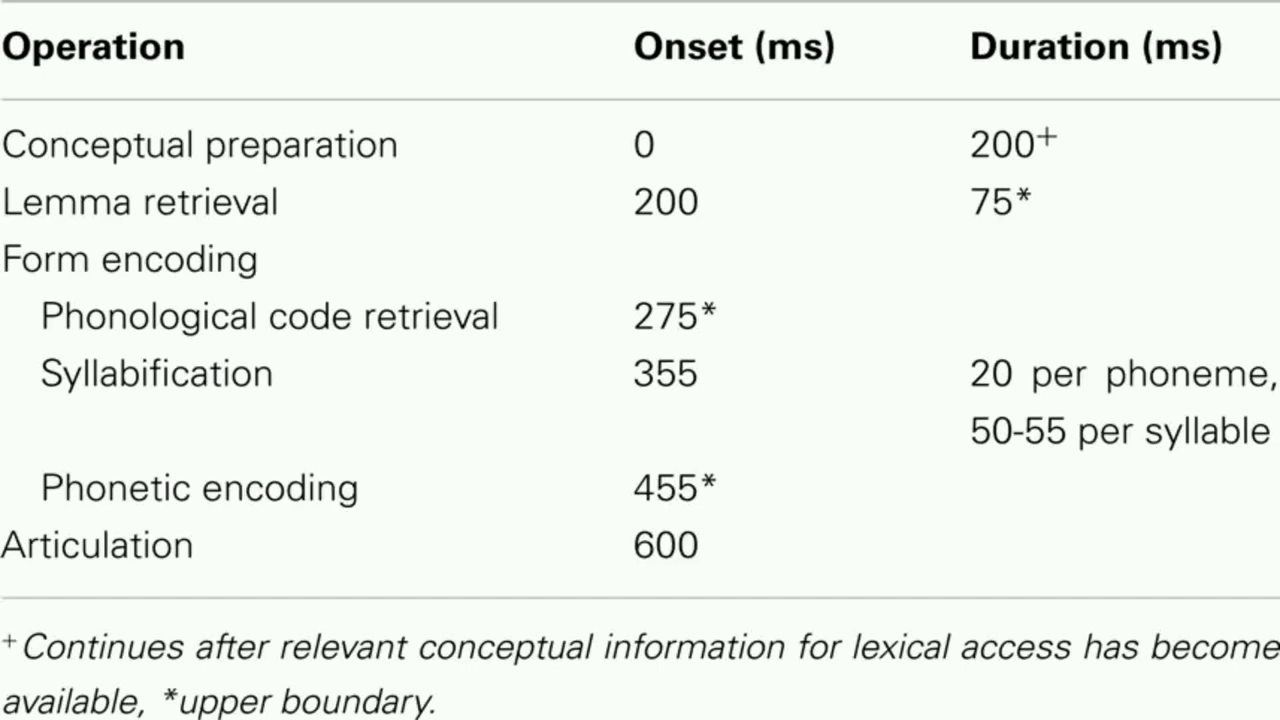 Operation Onset (ms) Duration (ms)
Conceptual preparation 0 200+
Lemma retrieval 200 75*
Form encoding
Phonological code retrieval 275*
Syllabification 355 20 per phoneme,
50-55 per syllable
Phonetic encoding 455*
Articulation 600
+Continues after relevant conceptual information for lexical access has become
available, *upper boundary.